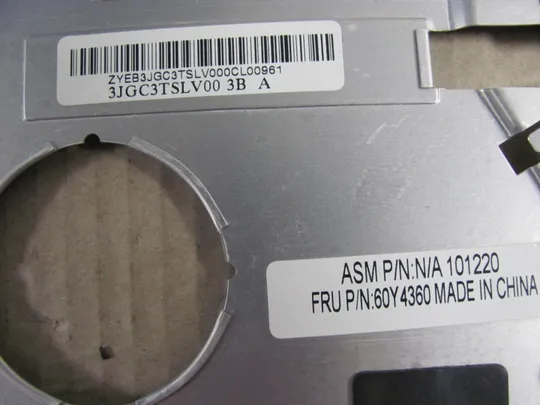 ZYEB3JGC3TSLV000CL00961
3JGC3TSLV00 3B A
ASM P/N:N/A 101220
FRU P/N:60Y4360 MADE IN CHINA